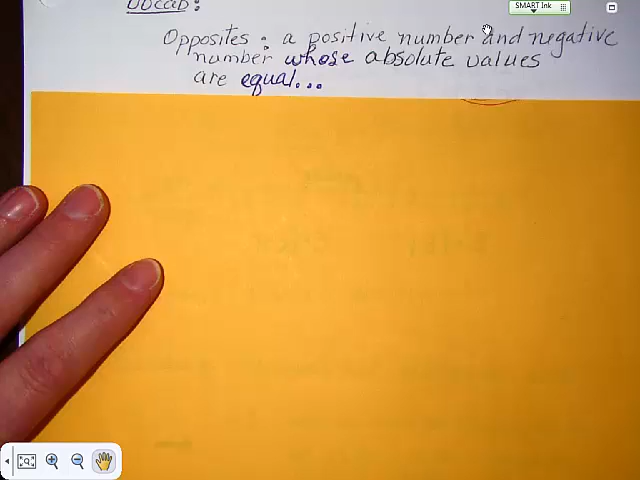 Vocab:
SMART Ink
Opposites: a positive number and negative
number whose absolute values
are equal...